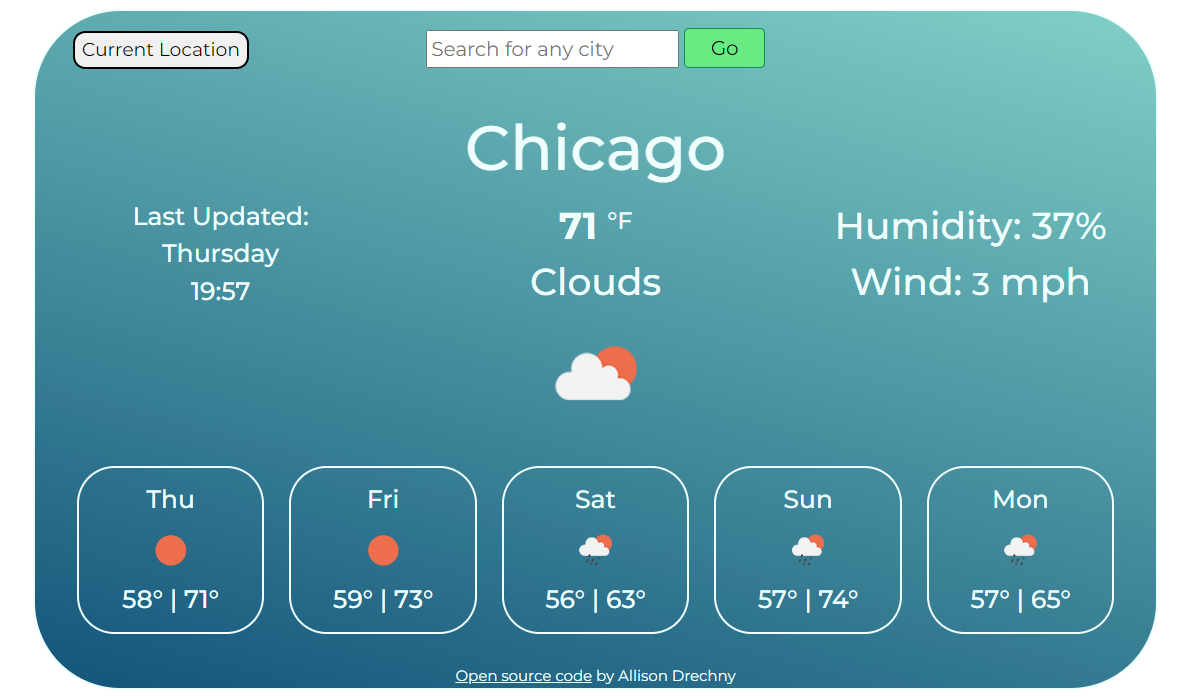 Current Location
Search for any city
Go
Chicago
Last Updated:
Thursday
19:57
71 °F
Clouds
Humidity: 37%
Wind: 3 mph
Thu
58° | 71°
Fri
59° | 73°
Sat
56° | 63°
Sun
57° | 74°
Mon
57° | 65°
Open source code by Allison Drechny